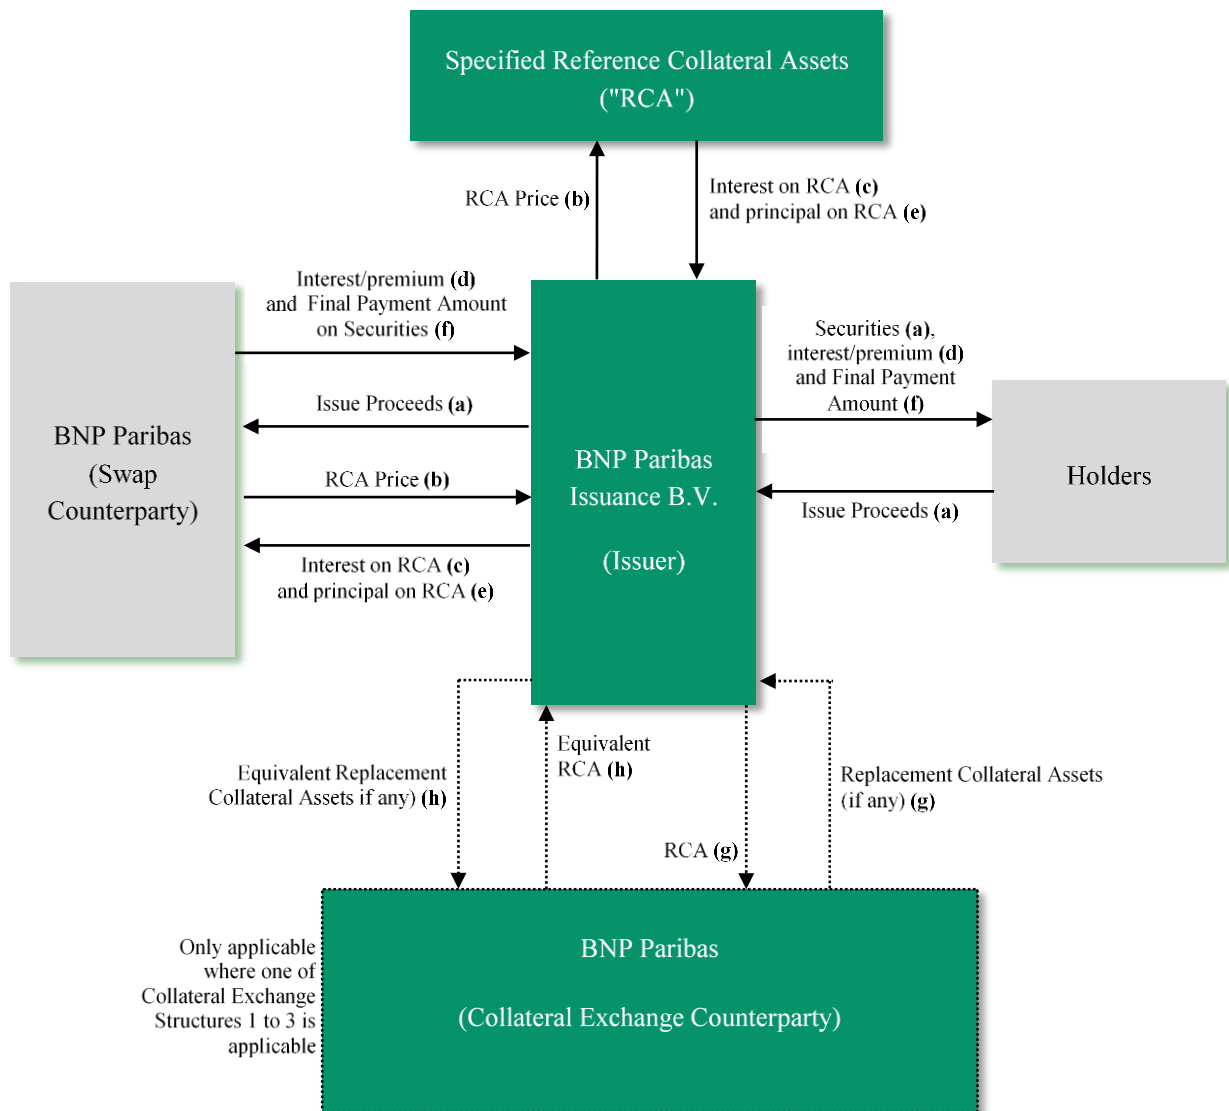 Specified Reference Collateral Assets
("RCA")
RCA Price (b)
Interest on RCA (c)
and principal on RCA (e)
Interest/premium (d)
and Final Payment Amount
on Securities (f)
Issue Proceeds (a)
RCA Price (b)
Interest on RCA (c)
and principal on RCA (e)
BNP Paribas
(Swap
Counterparty)
BNP Paribas
Issuance B.V.
(Issuer)
Securities (a),
interest/premium (d)
and Final Payment
Amount (f)
Issue Proceeds (a)
Holders
Equivalent Replacement
Collateral Assets if any) (h)
Equivalent
RCA (h)
RCA (g)
Replacement Collateral Assets
(if any) (g)
Only applicable
where one of
Collateral Exchange
Structures 1 to 3 is
applicable
BNP Paribas
(Collateral Exchange Counterparty)